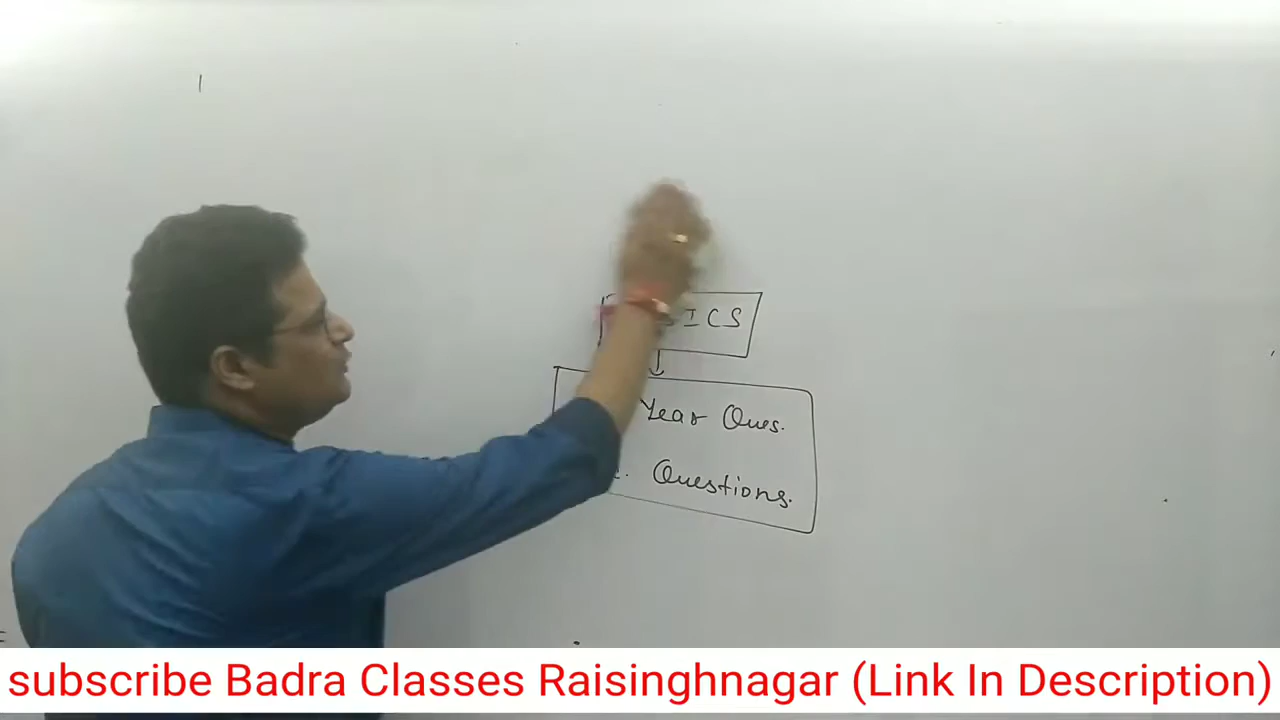 ICS
Year Ques.
Questions.
subscribe Badra Classes Raisinghnagar (Link In Description)